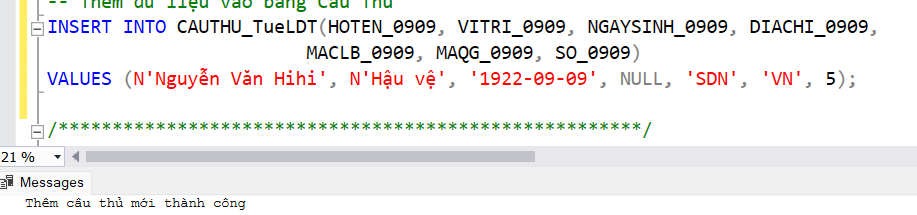 -- Thêm dữ liệu vào bảng Cầu Thủ
INSERT INTO CAUTHU_TueLDT(HOTEN_0909, VITRI_0909, NGAYSINH_0909, DIACHI_0909,
MACLB_0909, MAQG_0909, SO_0909)
VALUES (N'Nguyễn Văn Hihi', N'Hậu vệ', '1922-09-09', NULL, 'SDN', 'VN', 5);
/******************************************************/
21 %
Messages
Thêm câu thủ mới thành công